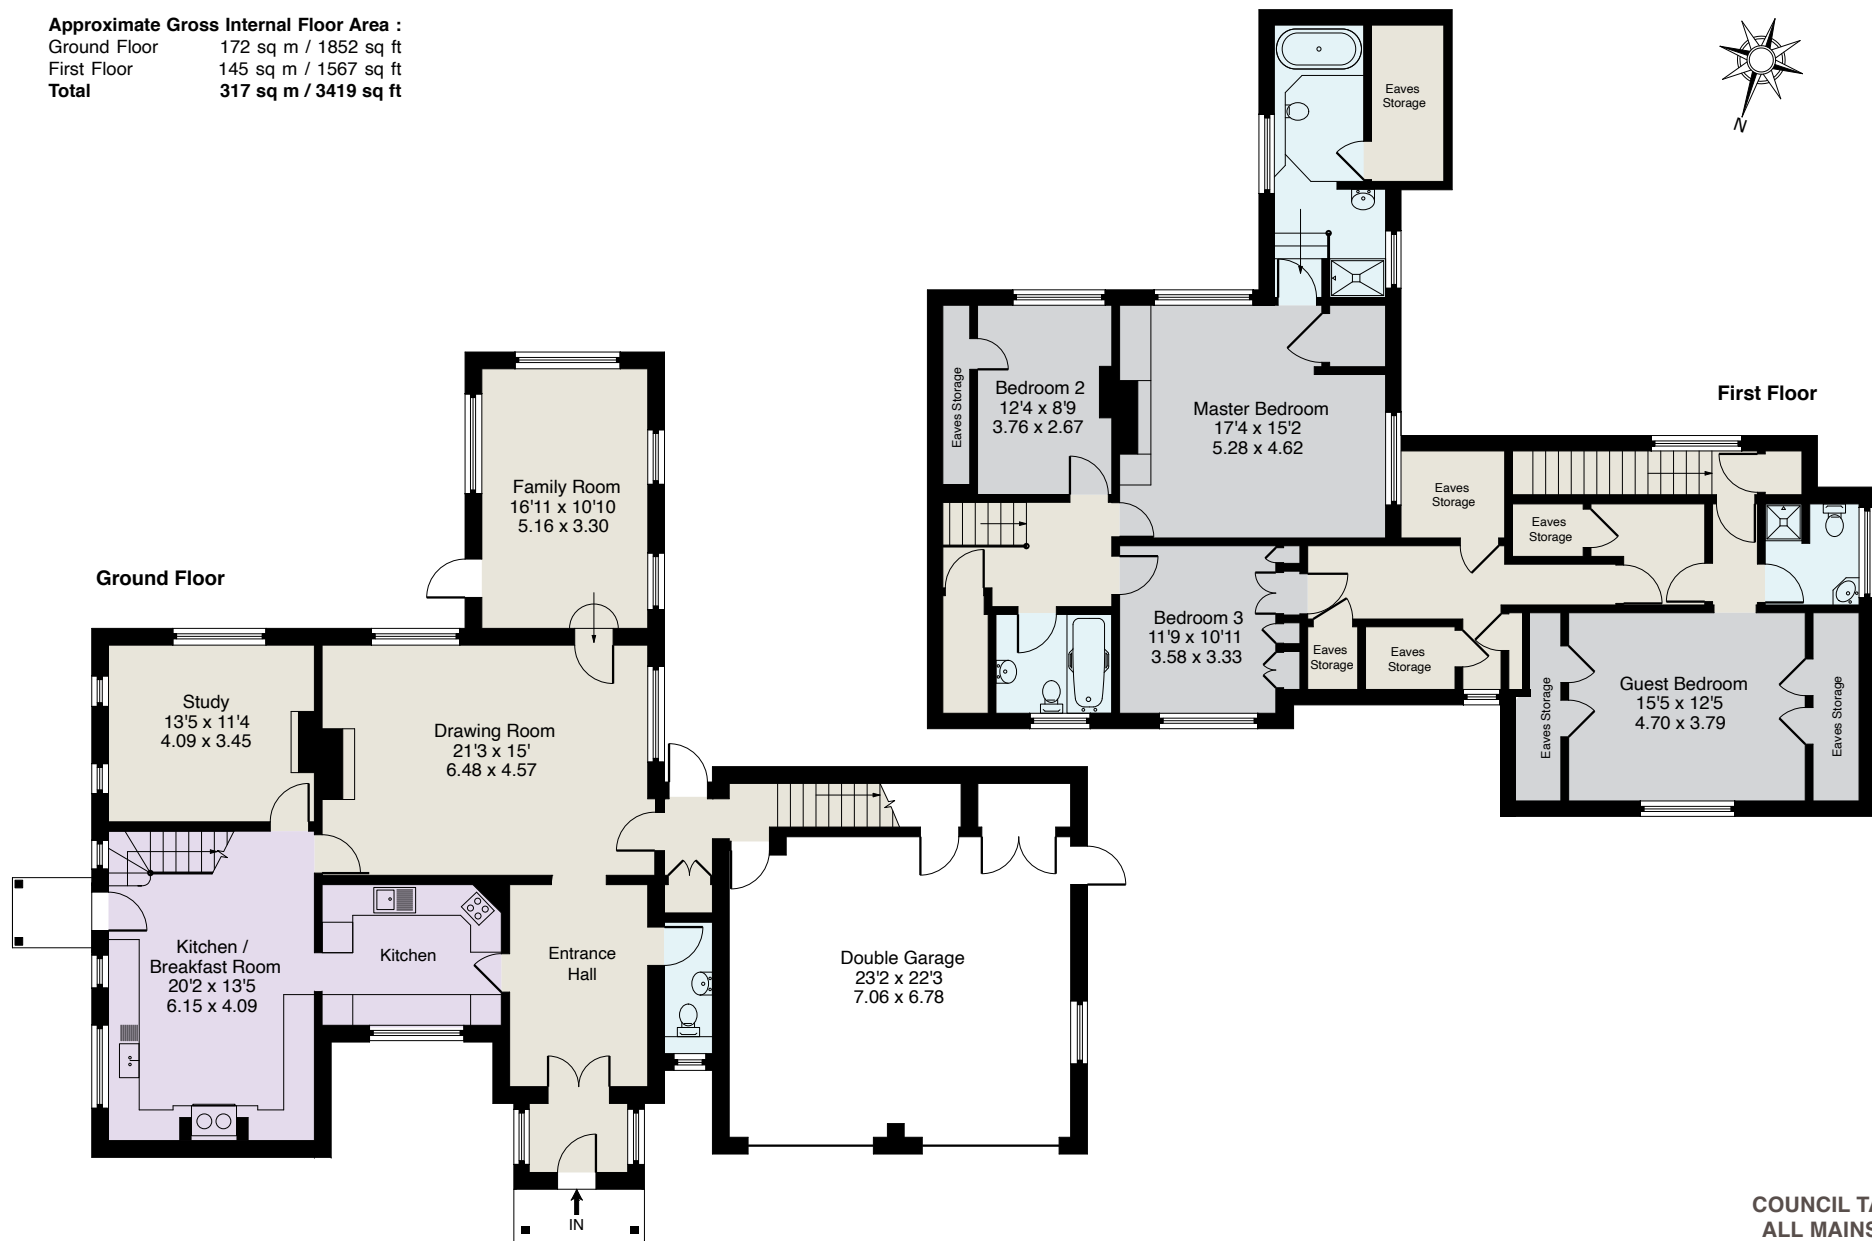 Approximate Gross Internal Floor Area :
Ground Floor 172 sq m / 1852 sq ft
First Floor 145 sq m / 1567 sq ft
Total 317 sq m / 3419 sq ft
N
Eaves
Storage
First Floor
Eaves Storage
Bedroom 2
12'4 x 8'9
3.76 x 2.67
Master Bedroom
17'4 x 15'2
5.28 x 4.62
Eaves
Storage
Eaves
Storage
Bedroom 3
11'9 x 10'11
3.58 x 3.33
Eaves
Storage
Eaves
Storage
Eaves Storage
Guest Bedroom
15'5 x 12'5
4.70 x 3.79
Eaves Storage
Ground Floor
Family Room
16'11 x 10'10
5.16 x 3.30
Study
13'5 x 11'4
4.09 x 3.45
Drawing Room
21'3 x 15'
6.48 x 4.57
Kitchen /
Breakfast Room
20'2 x 13'5
6.15 x 4.09
Kitchen
Entrance
Hall
Double Garage
23'2 x 22'3
7.06 x 6.78
IN
COUNCIL TA
ALL MAINS